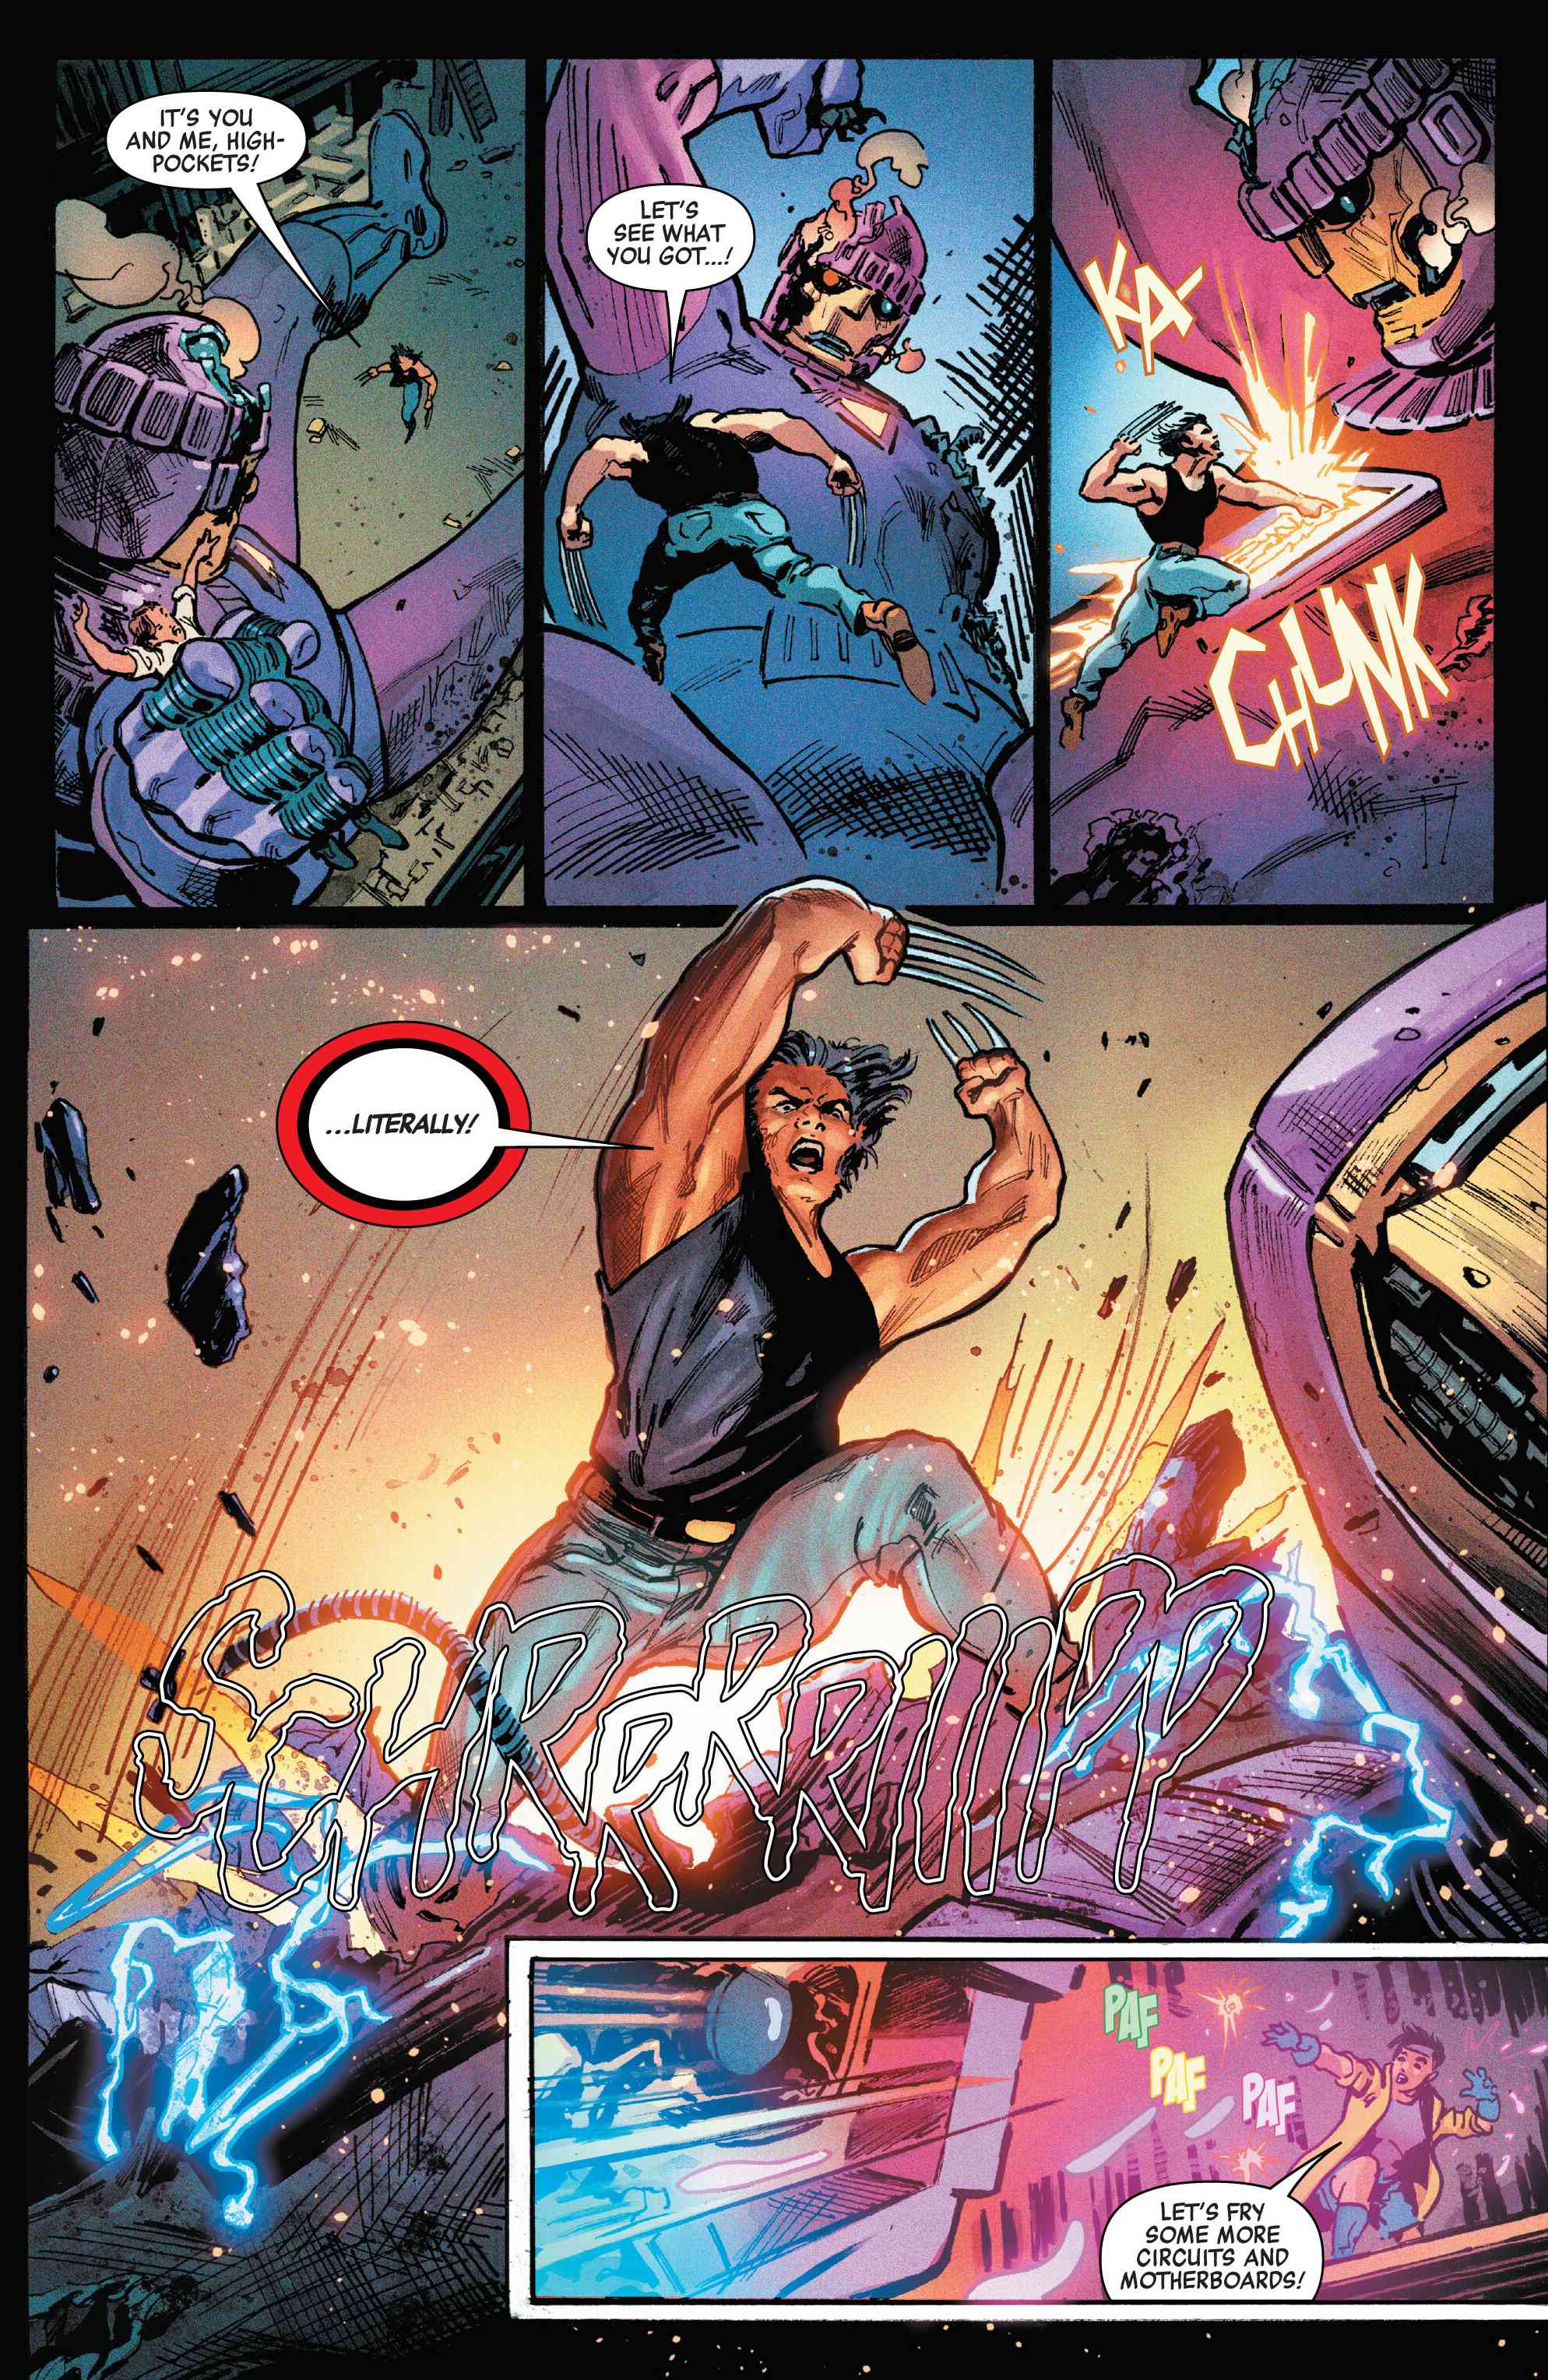 IT'S YOU
AND ME, HIGH-
POCKETS!
LET'S
SEE WHAT
YOU GOT...!
KA-
CHUNK
...LITERALLY!
SCHRRRRIIIPP
PAF
PAF
PAF
LET'S FRY
SOME MORE
CIRCUITS AND
MOTHERBOARDS!